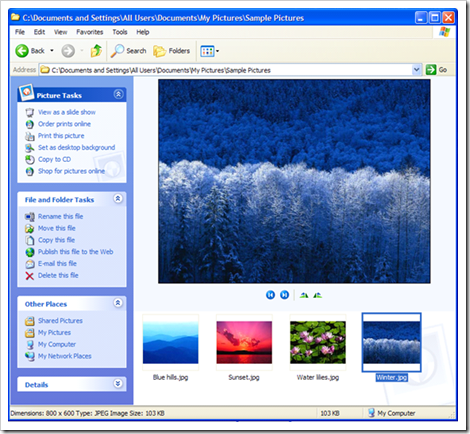 C:\Documents and Settings\All Users\Documents\My Pictures\Sample Pictures
File Edit View Favorites Tools Help
Back Search Folders
Address C:\Documents and Settings\All Users\Documents\My Pictures\Sample Pictures Go
Picture Tasks
View as a slide show
Order prints online
Print this picture
Set as desktop background
Copy to CD
Shop for pictures online
File and Folder Tasks
Rename this file
Move this file
Copy this file
Publish this file to the Web
E-mail this file
Delete this file
Other Places
Shared Pictures
My Pictures
My Computer
My Network Places
Details
Blue hills.jpg Sunset.jpg Water lilies.jpg Winter.jpg
Dimensions: 800 x 600 Type: JPEG Image Size: 103 KB 103 KB My Computer